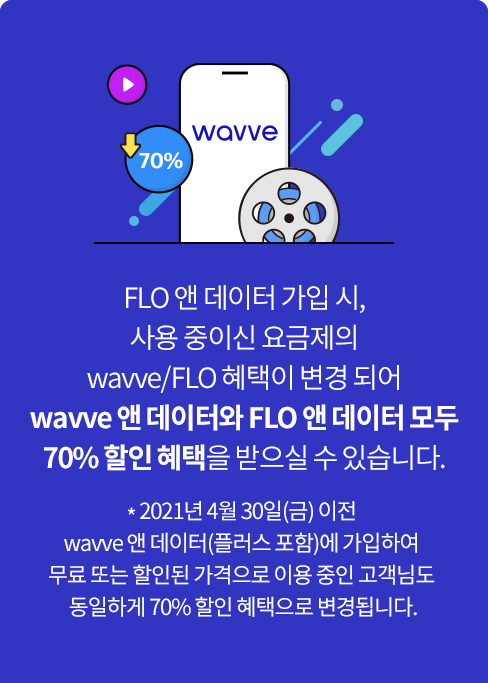 wavve
70%
FLO 앤 데이터 가입 시,
사용 중이신 요금제의
wavve/FLO 혜택이 변경 되어
wavve 앤 데이터와 FLO 앤 데이터 모두
70% 할인 혜택을 받으실 수 있습니다.
* 2021년 4월 30일(금) 이전
wavve 앤 데이터(플러스 포함)에 가입하여
무료 또는 할인된 가격으로 이용 중인 고객님도
동일하게 70% 할인 혜택으로 변경됩니다.